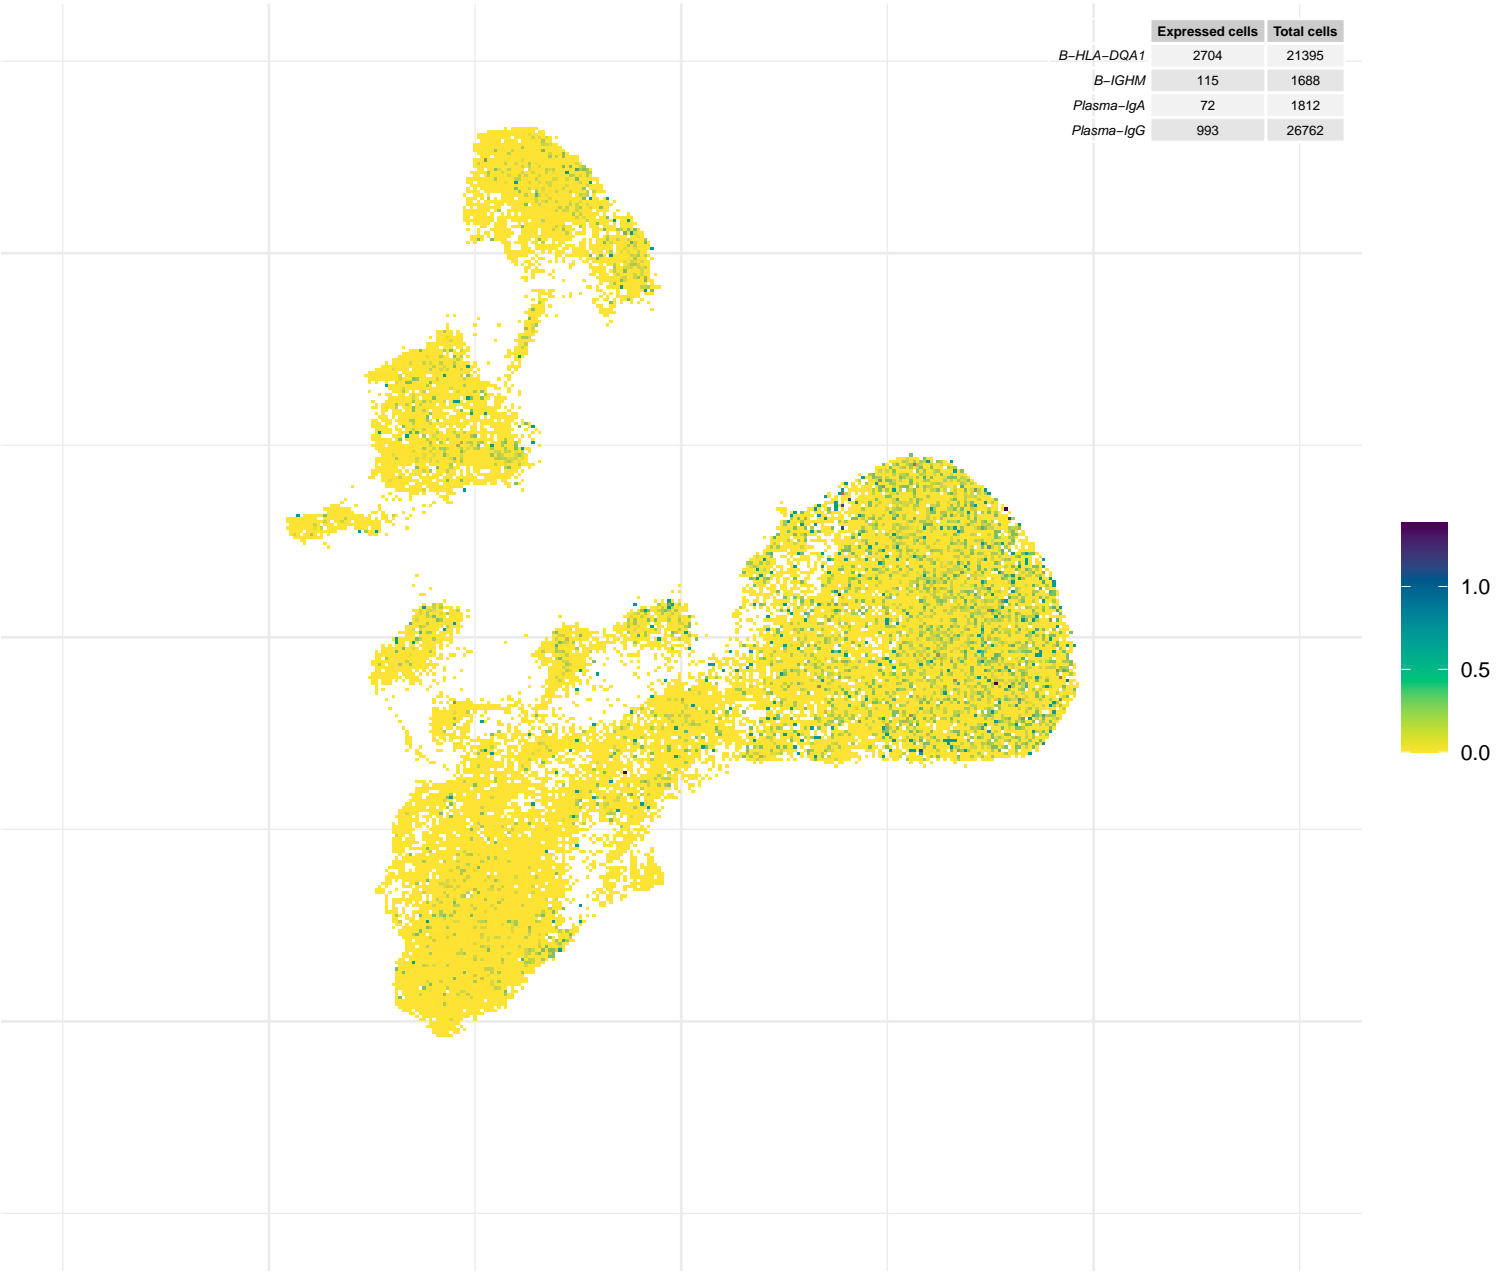 Expressed cells Total cells
B−HLA−DQA1 2704 21395
B−IGHM 115 1688
Plasma−IgA 72 1812
Plasma−IgG 993 26762
1.0
0.5
0.0